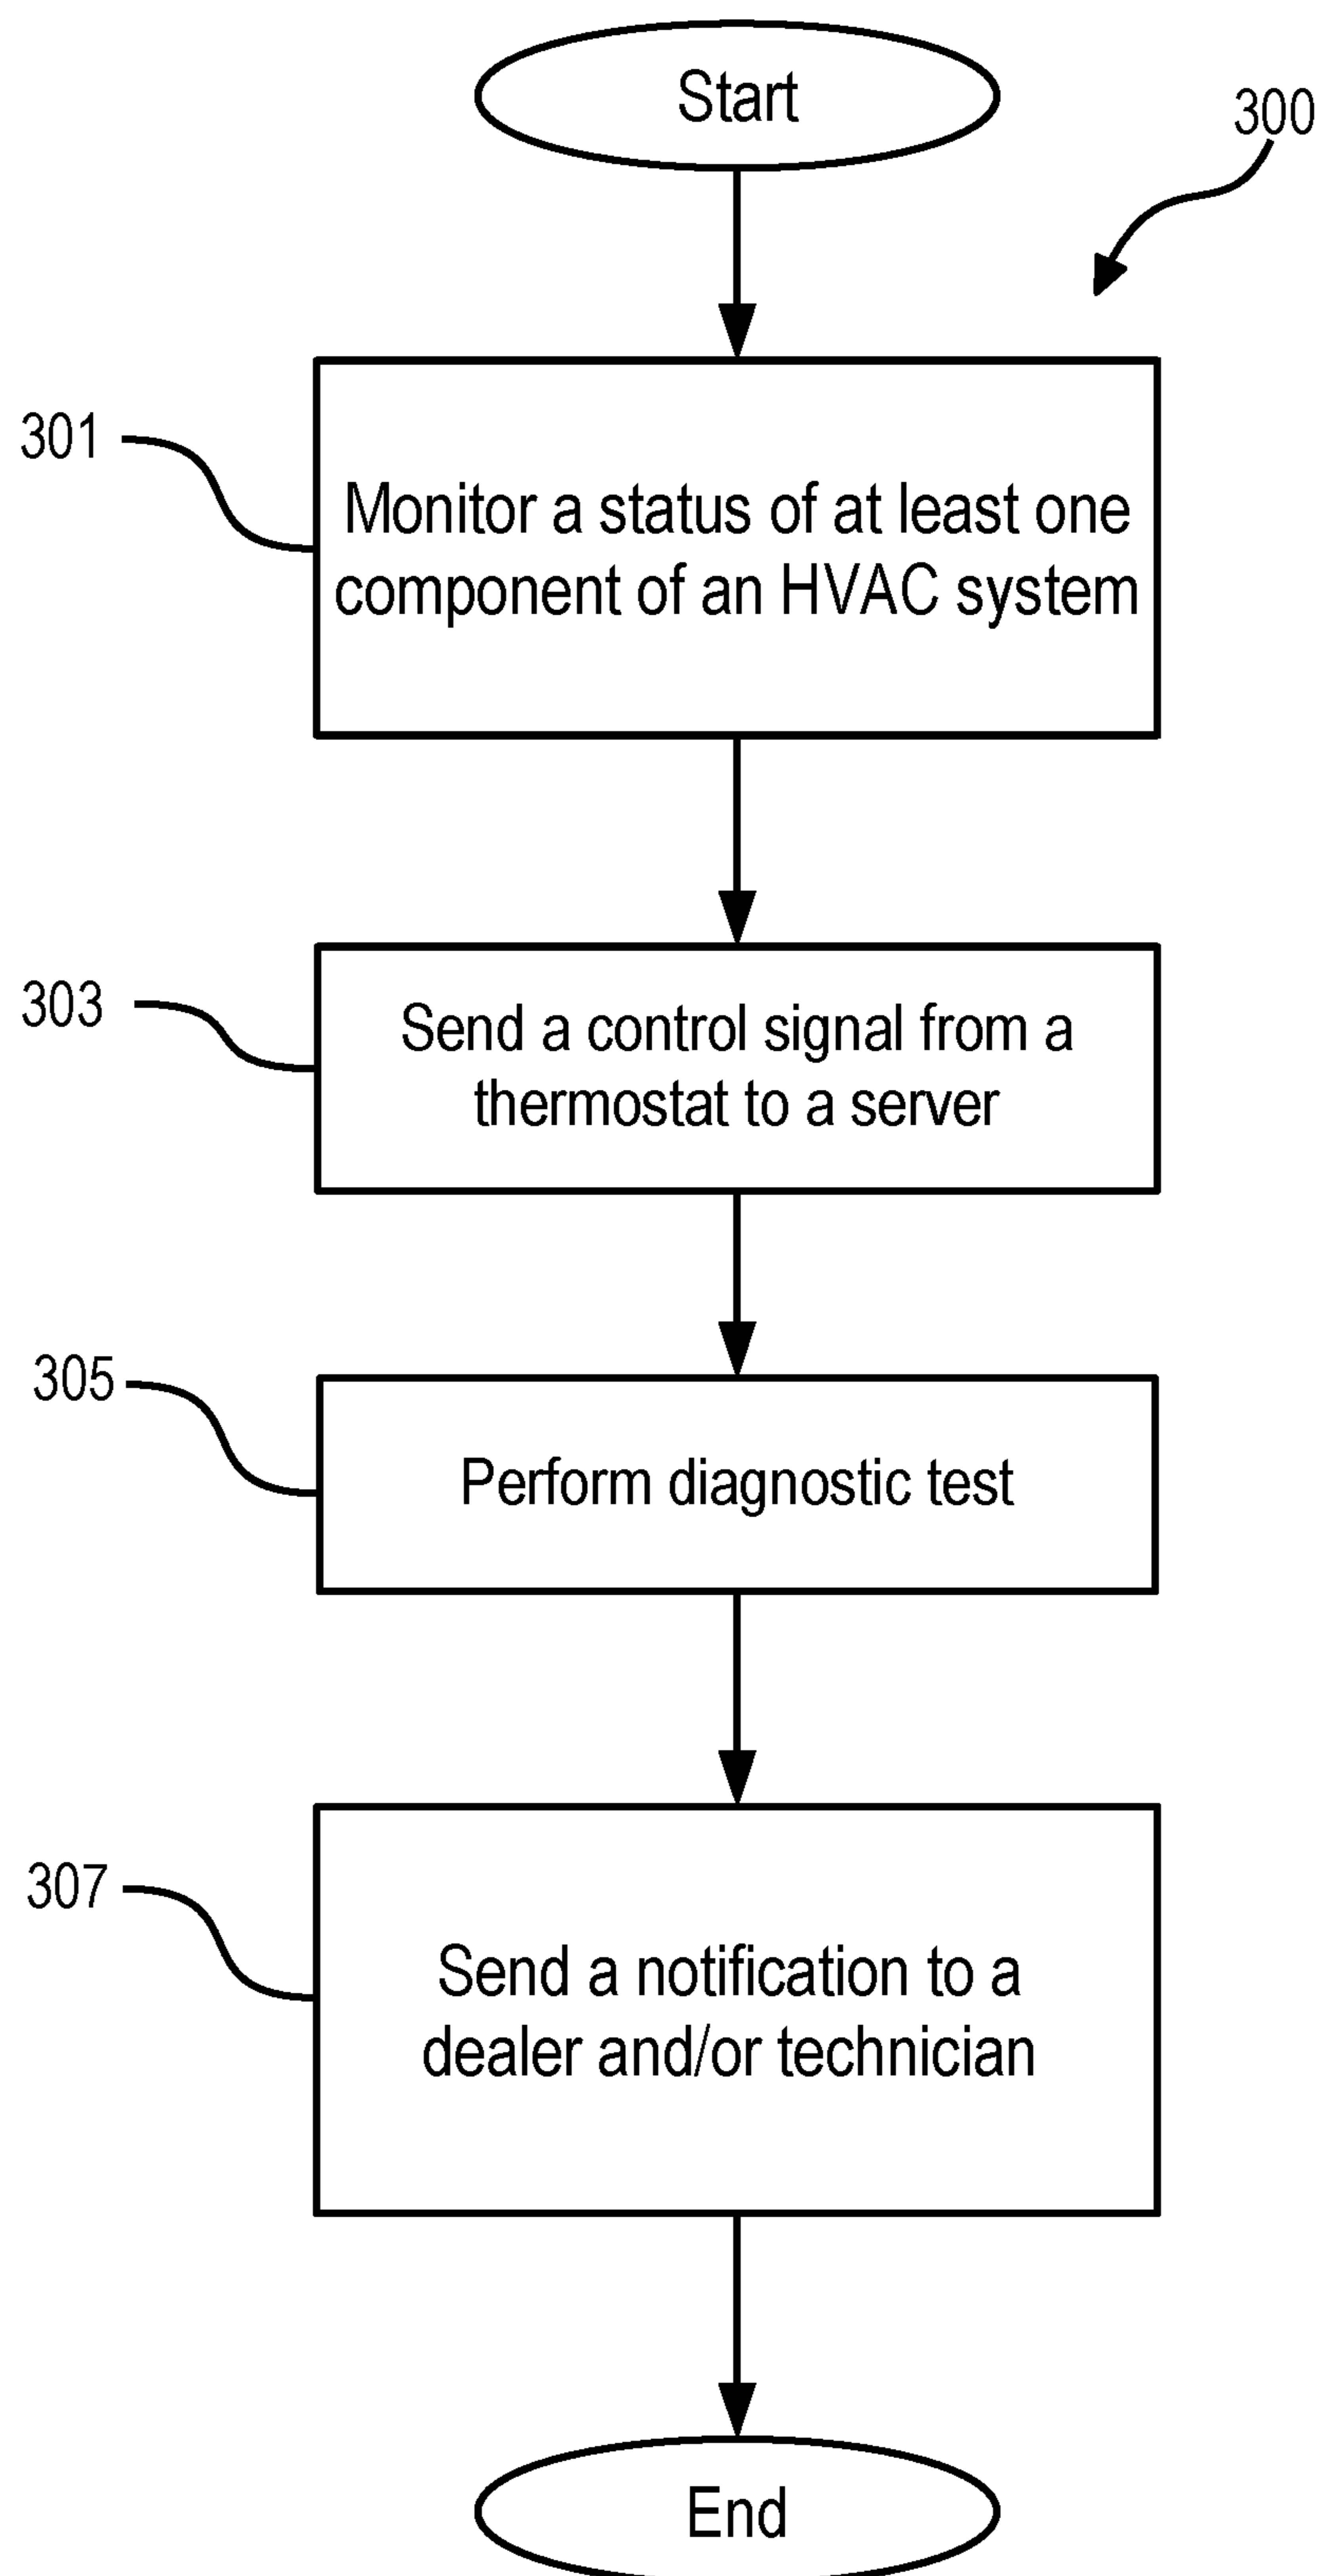 Start
300
301
Monitor a status of at least one
component of an HVAC system
303
Send a control signal from a
thermostat to a server
305
Perform diagnostic test
307
Send a notification to a
dealer and/or technician
End